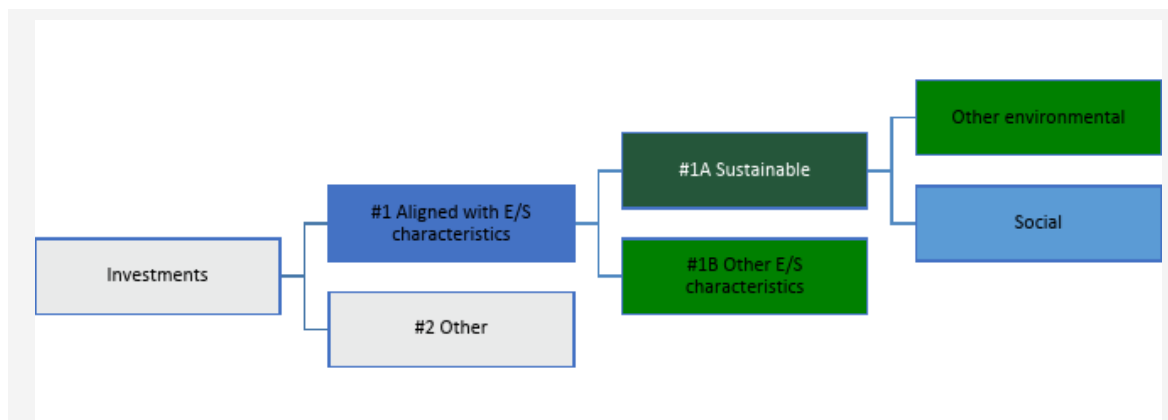 Other environmental
#1A Sustainable
#1 Aligned with E/S
characteristics
Social
Investments
#1B Other E/S
characteristics
#2 Other